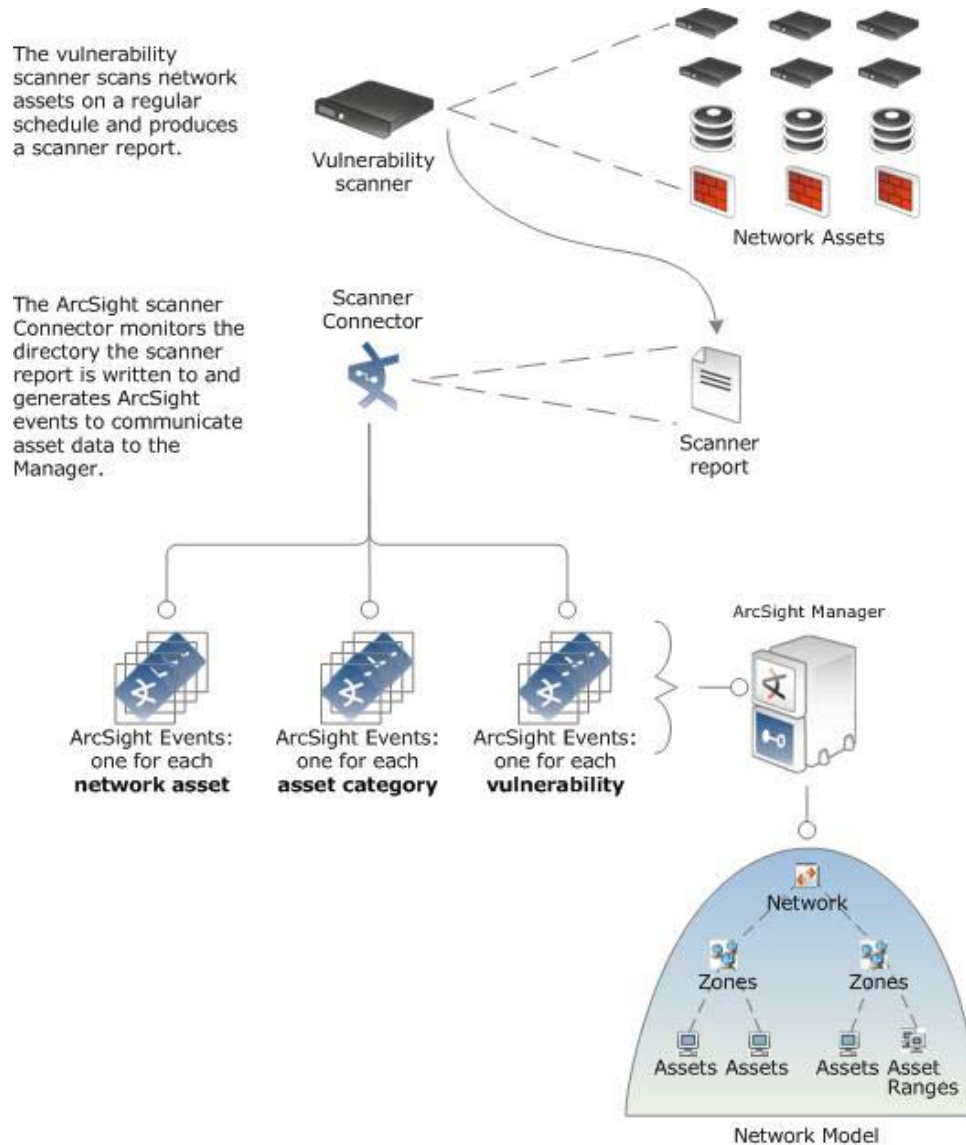 The vulnerability
scanner scans network
assets on a regular
schedule and produces
a scanner report.
Vulnerability
scanner
Network Assets
The ArcSight scanner
Connector monitors the
directory the scanner
report is written to and
generates ArcSight
events to communicate
asset data to the
Manager.
Scanner
Connector
Scanner
report
ArcSight Events:
one for each
network asset
ArcSight Events:
one for each
asset category
ArcSight Events:
one for each
vulnerability
ArcSight Manager
Network
Zones
Zones
Assets
Assets
Assets
Asset
Ranges
Network Model